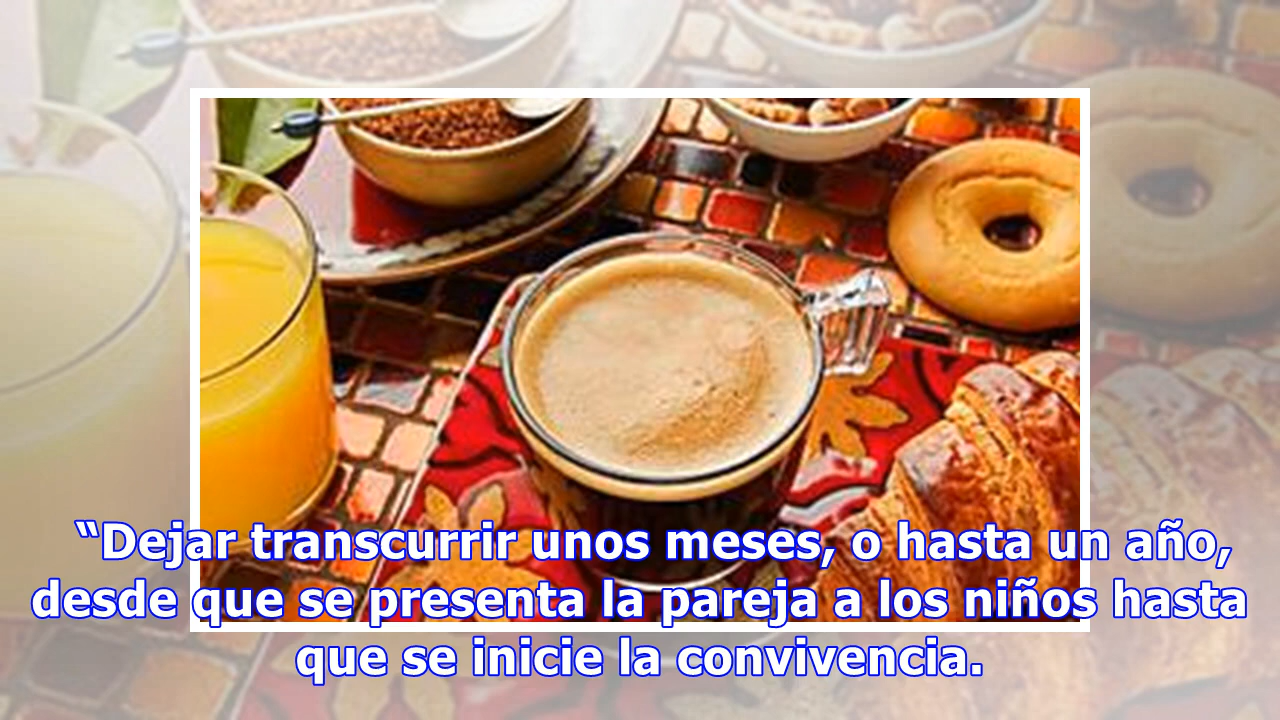 “Dejar transcurrir unos meses, o hasta un año,
desde que se presenta la pareja a los niños hasta
que se inicie la convivencia.